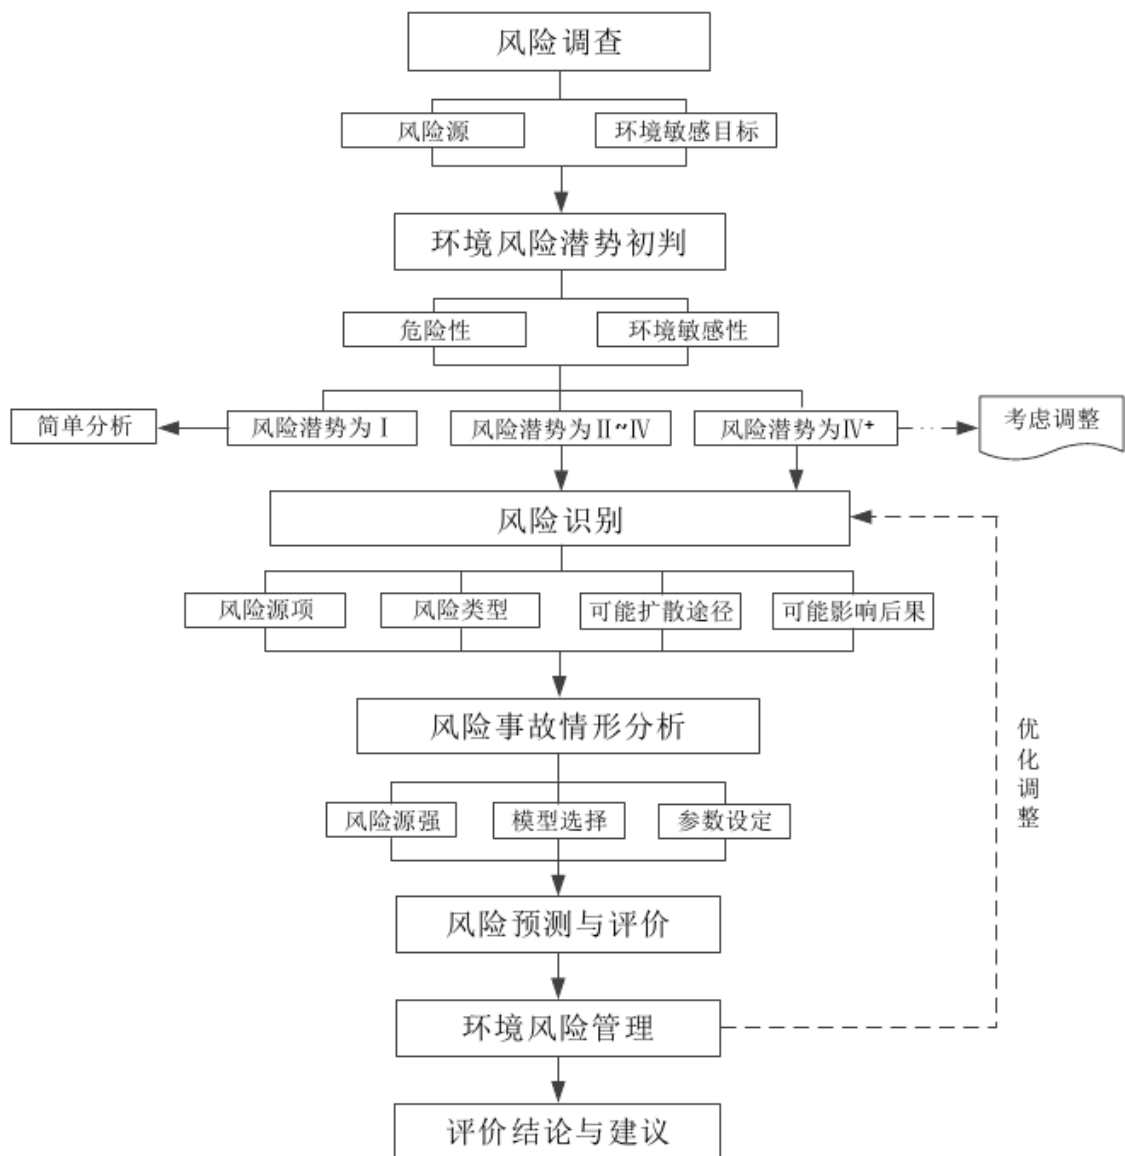 风险调查
风险源
环境敏感目标
环境风险潜势初判
危险性
环境敏感性
简单分析
风险潜势为Ⅰ
风险潜势为Ⅱ~Ⅳ
风险潜势为Ⅳ+
考虑调整
风险识别
风险源项
风险类型
可能扩散途径
可能影响后果
风险事故情形分析
优化调整
风险源强
模型选择
参数设定
风险预测与评价
环境风险管理
评价结论与建议